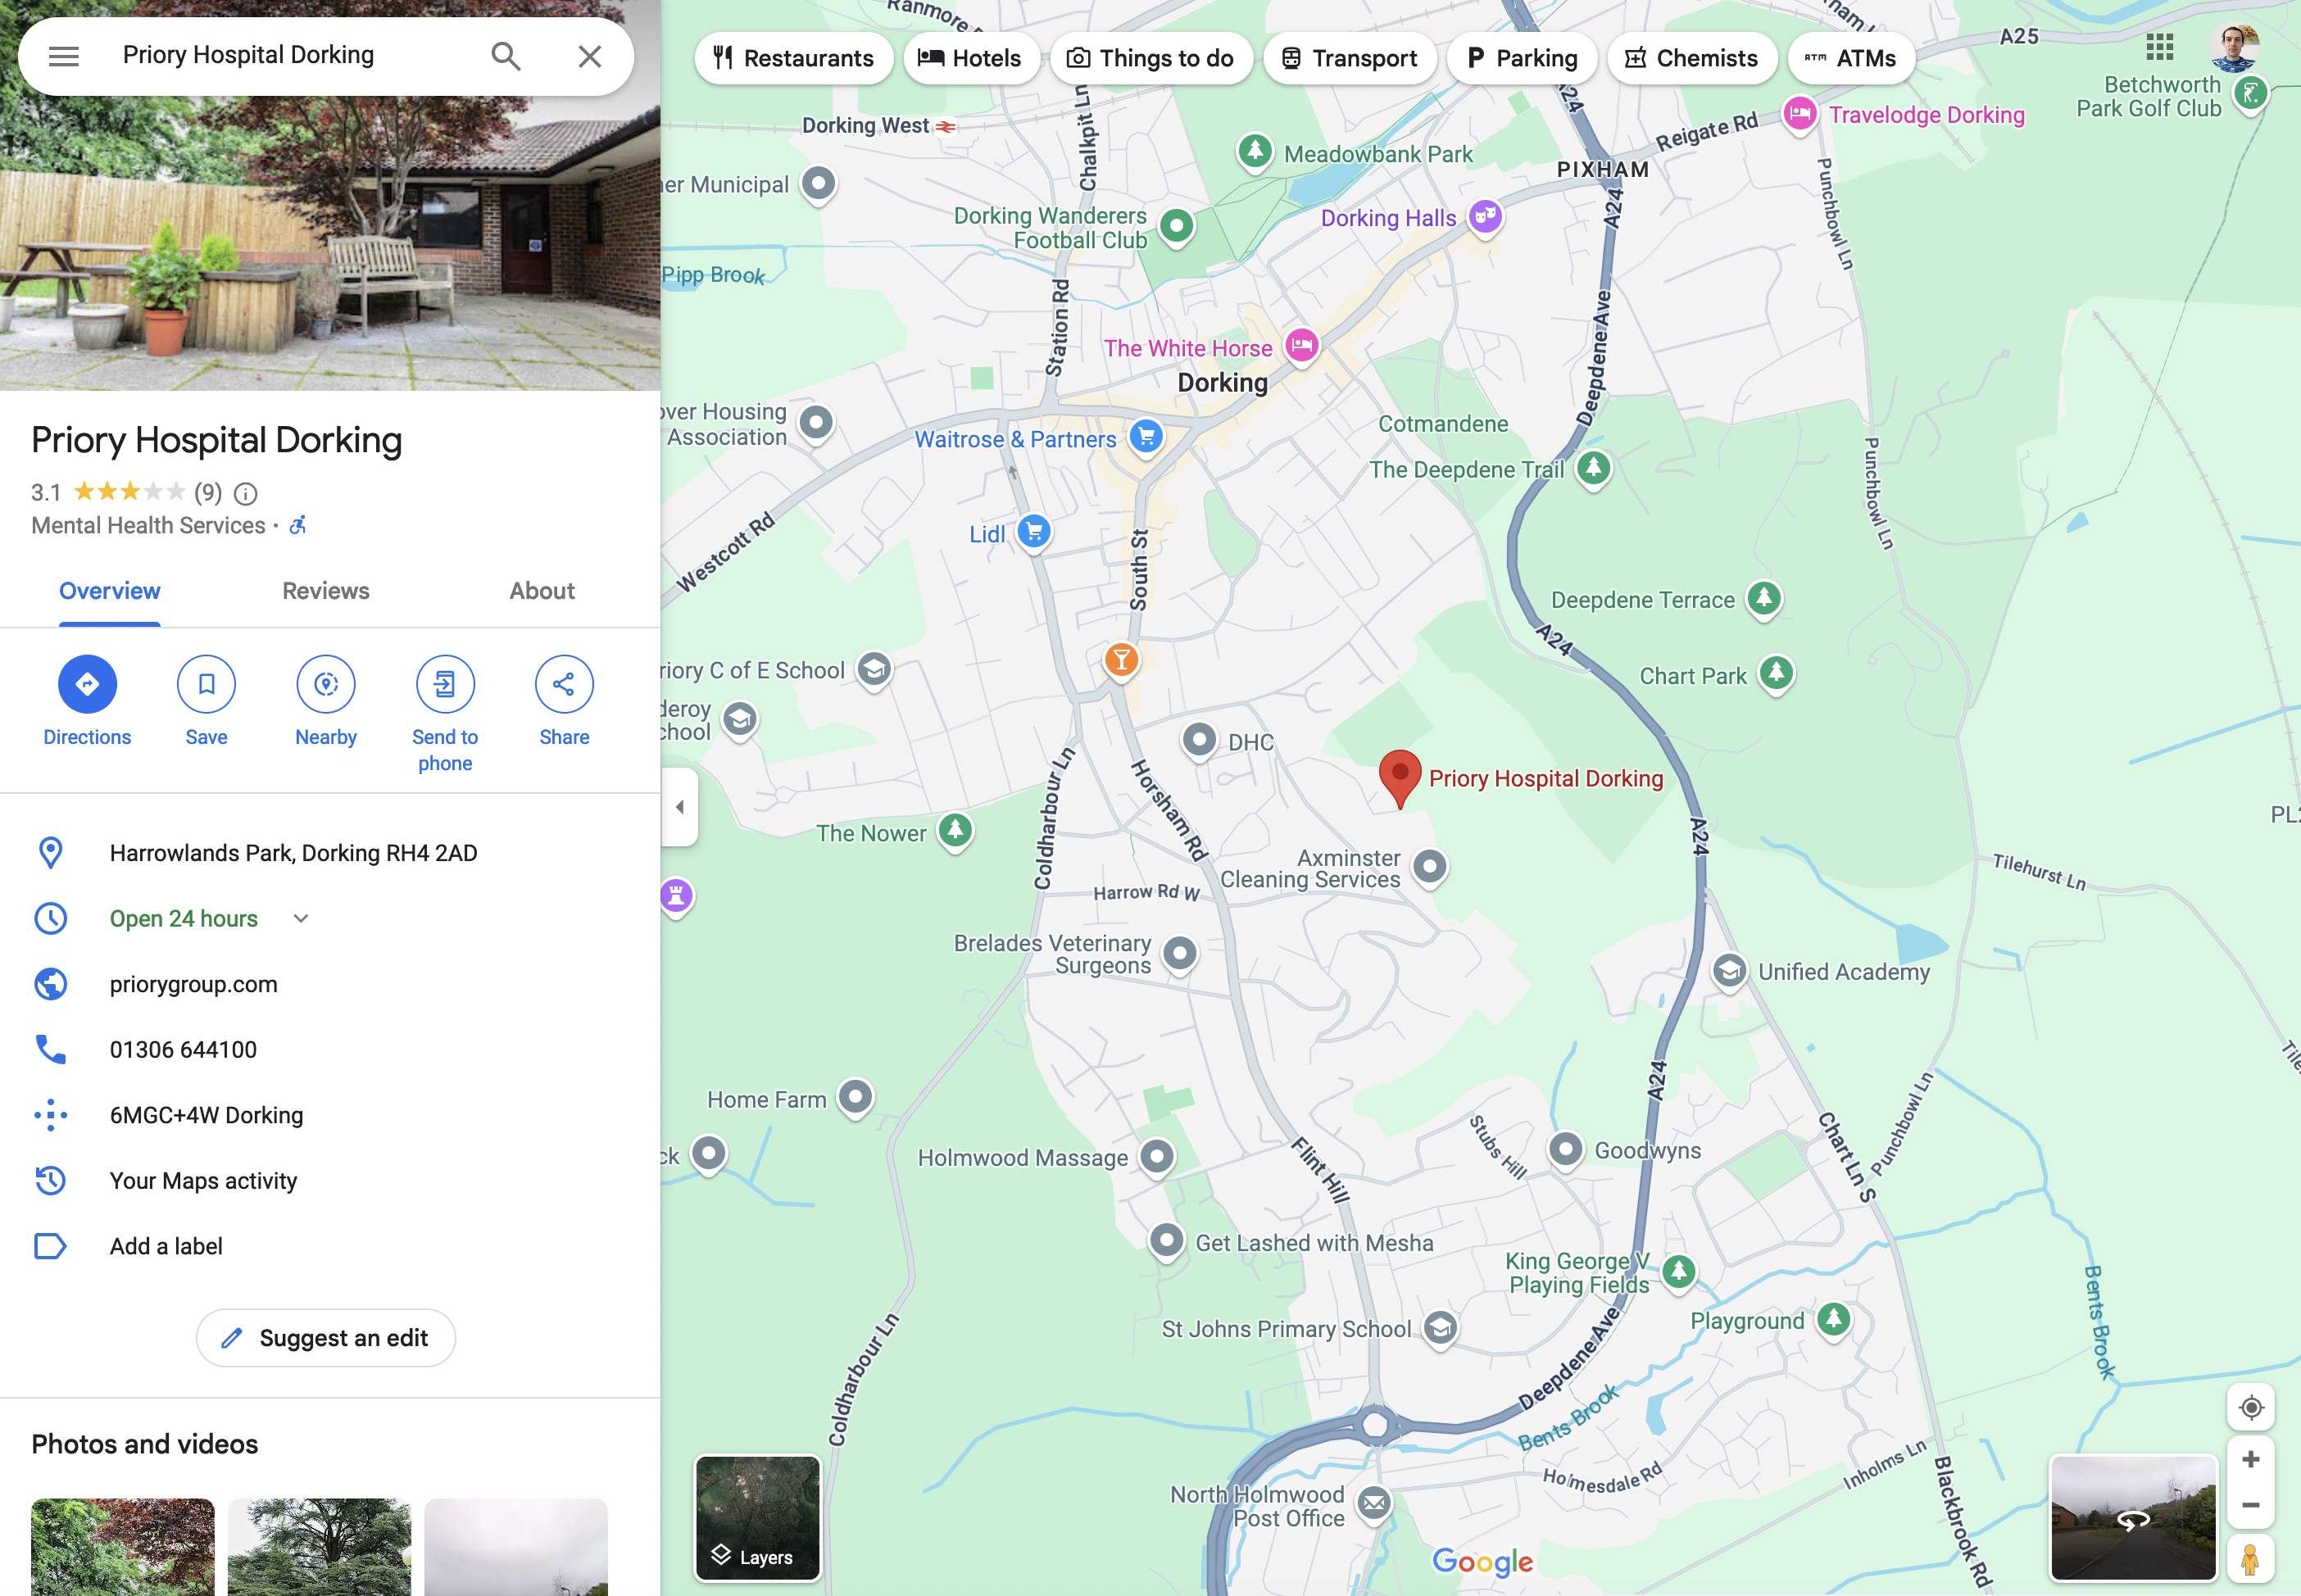 Priory Hospital Dorking
Restaurants
Hotels
Things to do
Transport
Parking
Chemists
ATM ATMs
Priory Hospital Dorking
3.1 (9)
Mental Health Services ·
Overview
Reviews
About
Directions
Save
Nearby
Send to
phone
Share
Harrowlands Park, Dorking RH4 2AD
Open 24 hours
priorygroup.com
01306 644100
6MGC+4W Dorking
Your Maps activity
Add a label
Suggest an edit
Photos and videos
Ranmore
A25
A24
Betchworth
Park Golf Club
Travelodge Dorking
Reigate Rd
Dorking West
Chalkpit Ln
Meadowbank Park
PIXHAM
Punchbowl Ln
Municipal
Dorking Wanderers
Football Club
Dorking Halls
A24
Pipp Brook
Station Rd
Deepdene Ave
The White Horse
Dorking
Housing
Association
Waitrose & Partners
Cotmandene
The Deepdene Trail
Punchbowl Ln
Lidl
Westcott Rd
South St
Deepdene Terrace
A24
Chart Park
C of E School
DHC
Coldharbour Ln
Horsham Rd
Priory Hospital Dorking
The Nower
A24
Axminster
Cleaning Services
Harrow Rd W
Tilehurst Ln
Brelades Veterinary
Surgeons
Unified Academy
A24
Home Farm
Punchbowl Ln
Chart Ln S
Stubs Hill
Goodwyns
Holmwood Massage
Flint Hill
Get Lashed with Mesha
King George V
Playing Fields
Bents Brook
Playground
St Johns Primary School
Coldharbour Ln
Deepdene Ave
Bents Brook
Holmesdale Rd
Inholms Ln
Blackbrook Rd
North Holmwood
Post Office
Layers
Google